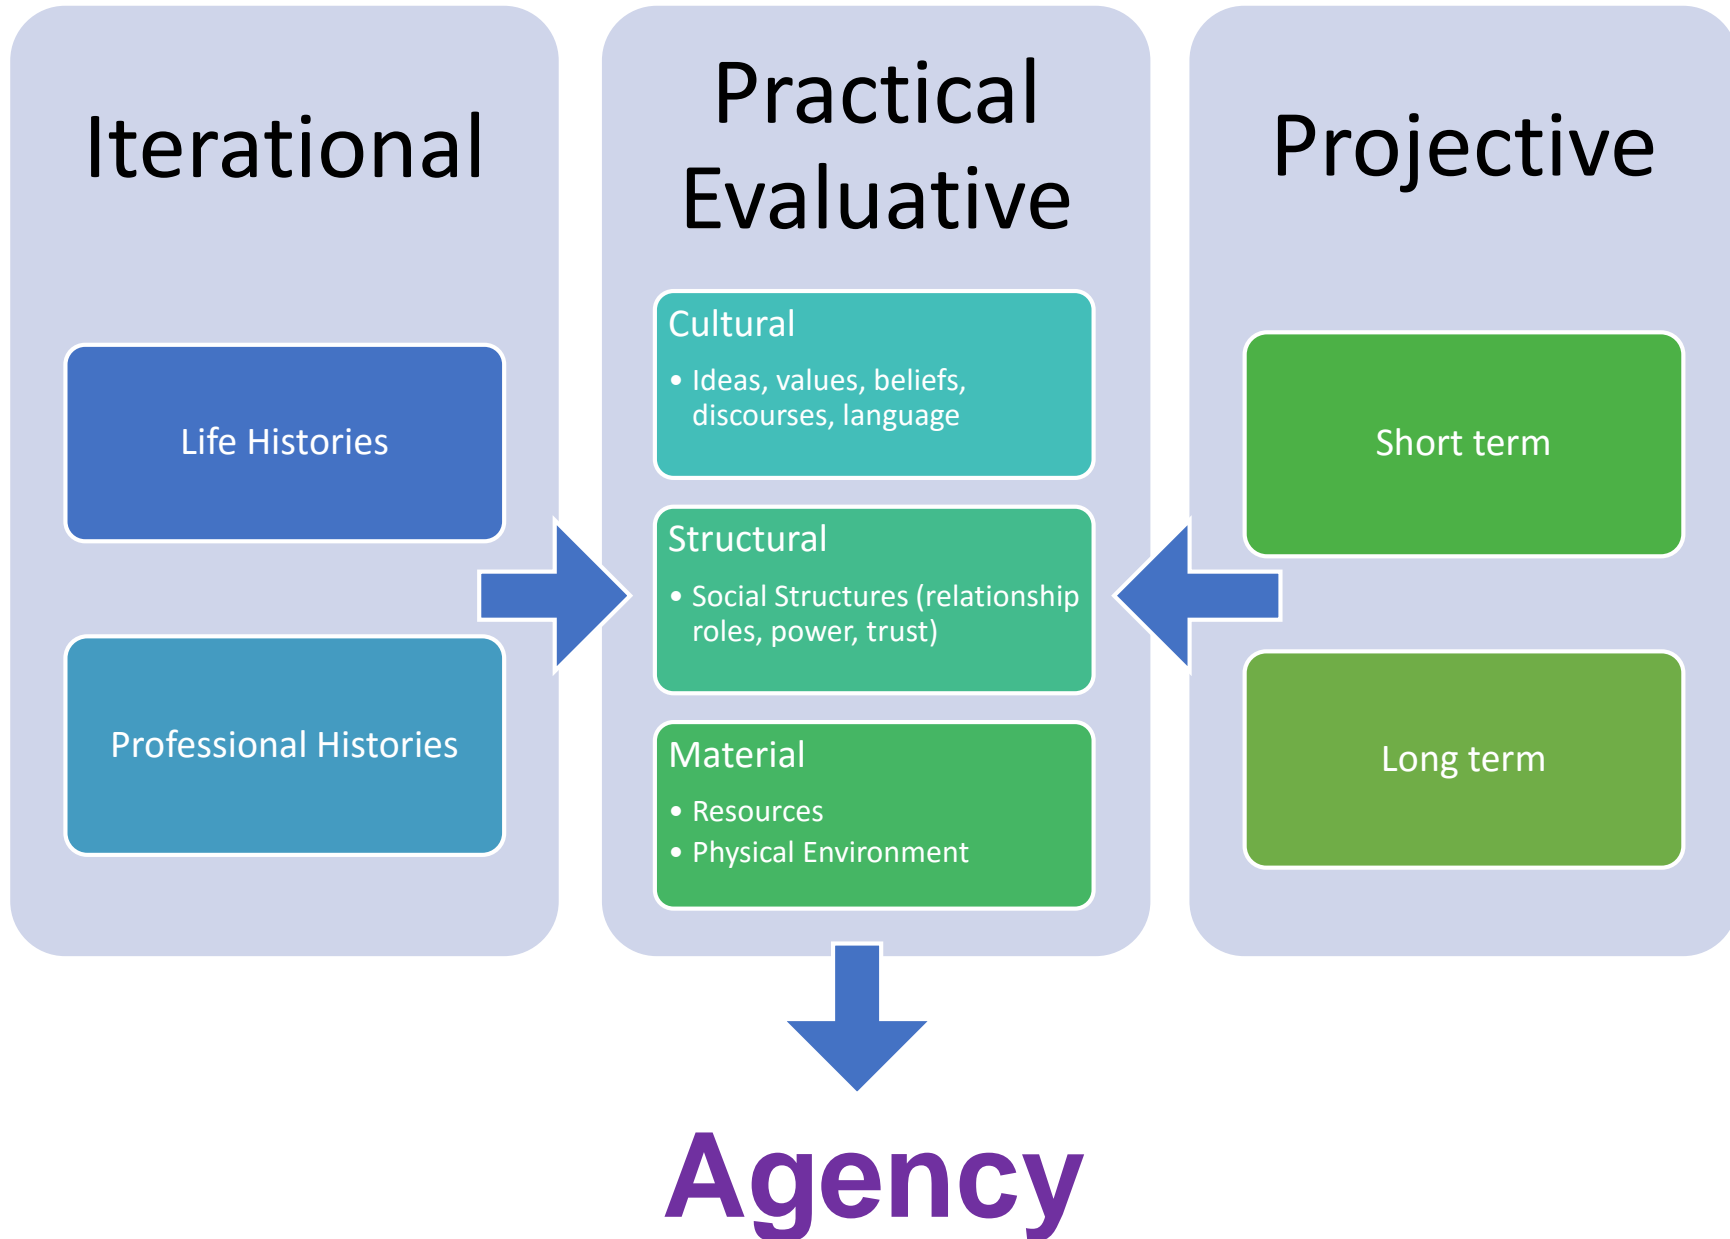 Iterational
Life Histories
Professional Histories
Practical
Evaluative
Cultural
• Ideas, values, beliefs,
discourses, language
Structural
• Social Structures (relationship
roles, power, trust)
Material
• Resources
• Physical Environment
Projective
Short term
Long term
Agency